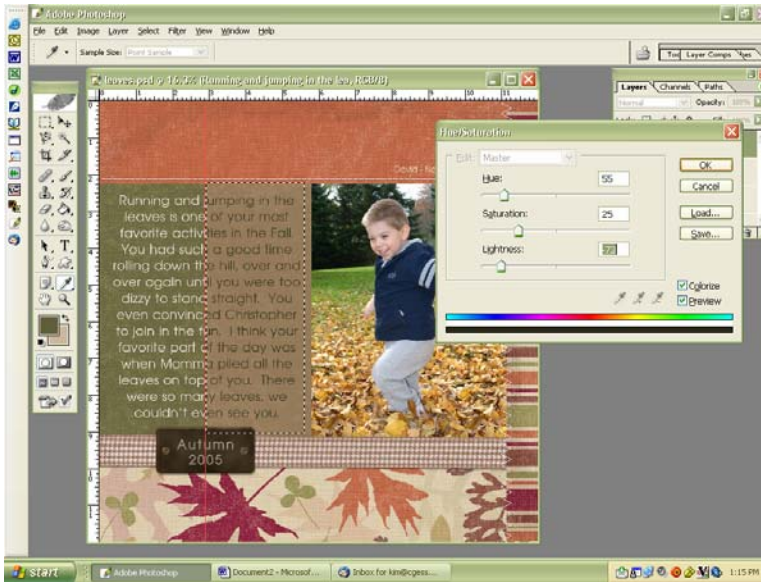 Adobe Photoshop
File Edit Image Layer Select Filter View Window Help
Sample Size: Point Sample
Layer Comps
leaves.psd @ 16.7% (Running and jumping in the lea, RGB/8)
Layers Channels Paths
Normal Opacity: 100%
Hue/Saturation
Edit: Master
Hue: 55
Saturation: 25
Lightness: -72
OK
Cancel
Load...
Save...
Colorize
Preview
Running and jumping in the
leaves is one of your most
favorite activities in the Fall.
You had such a good time
rolling down the hill, over and
over again until you were too
dizzy to stand straight. You
even convinced Christopher
to join in the fun. I think your
favorite part of the day was
when Momma piled all the
leaves on top of you. There
were so many leaves, we
couldn't even see you.
Autumn
2005
start
Adobe Photoshop
Document2 - Microsof...
Inbox for kim@cgess...
1:15 PM